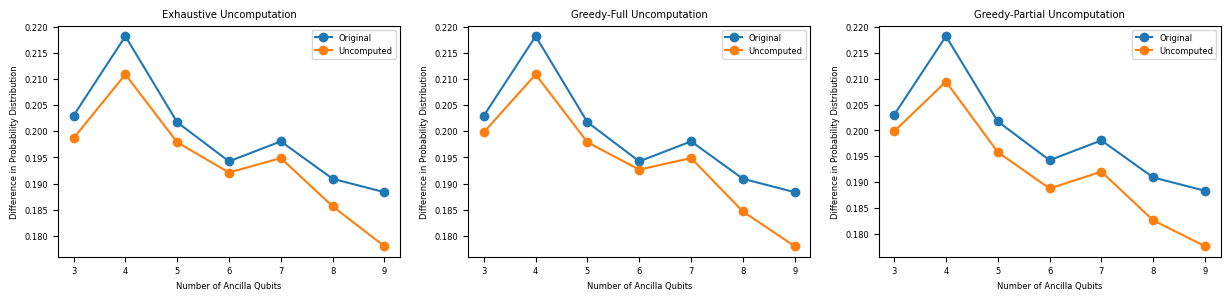 Exhaustive Uncomputation
Difference in Probability Distribution
0.220
0.215
0.210
0.205
0.200
0.195
0.190
0.185
0.180
Original
Uncomputed
3 4 5 6 7 8 9
Number of Ancilla Qubits
Greedy-Full Uncomputation
Difference in Probability Distribution
0.220
0.215
0.210
0.205
0.200
0.195
0.190
0.185
0.180
Original
Uncomputed
3 4 5 6 7 8 9
Number of Ancilla Qubits
Greedy-Partial Uncomputation
Difference in Probability Distribution
0.220
0.215
0.210
0.205
0.200
0.195
0.190
0.185
0.180
Original
Uncomputed
3 4 5 6 7 8 9
Number of Ancilla Qubits